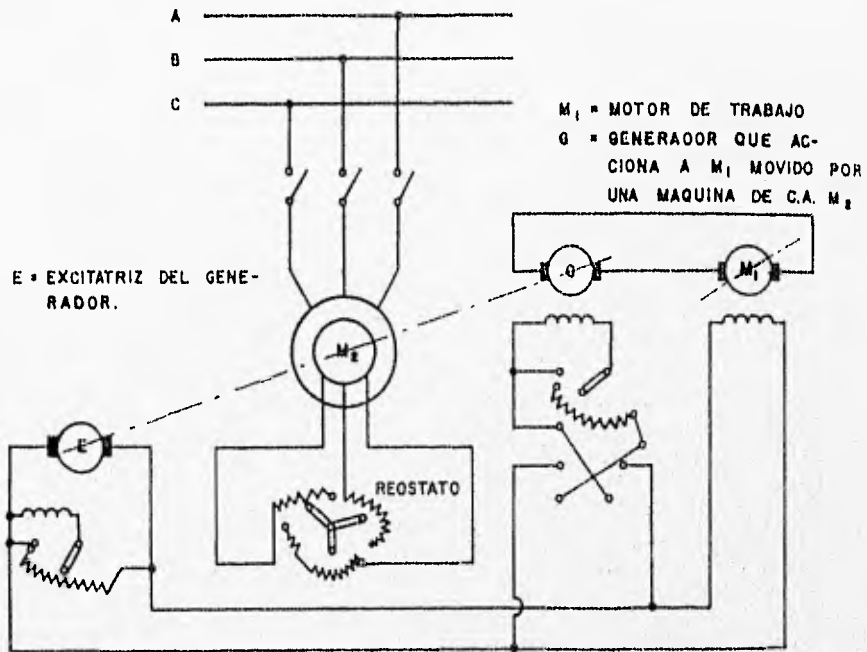 A
B
C
M₁ = MOTOR DE TRABAJO
G = GENERADOR QUE AC-
CIONA A M₁ MOVIDO POR
UNA MAQUINA DE C.A. M₂
E = EXCITATRIZ DEL GENE-
RADOR.
G
M₁
M₂
E
REOSTATO